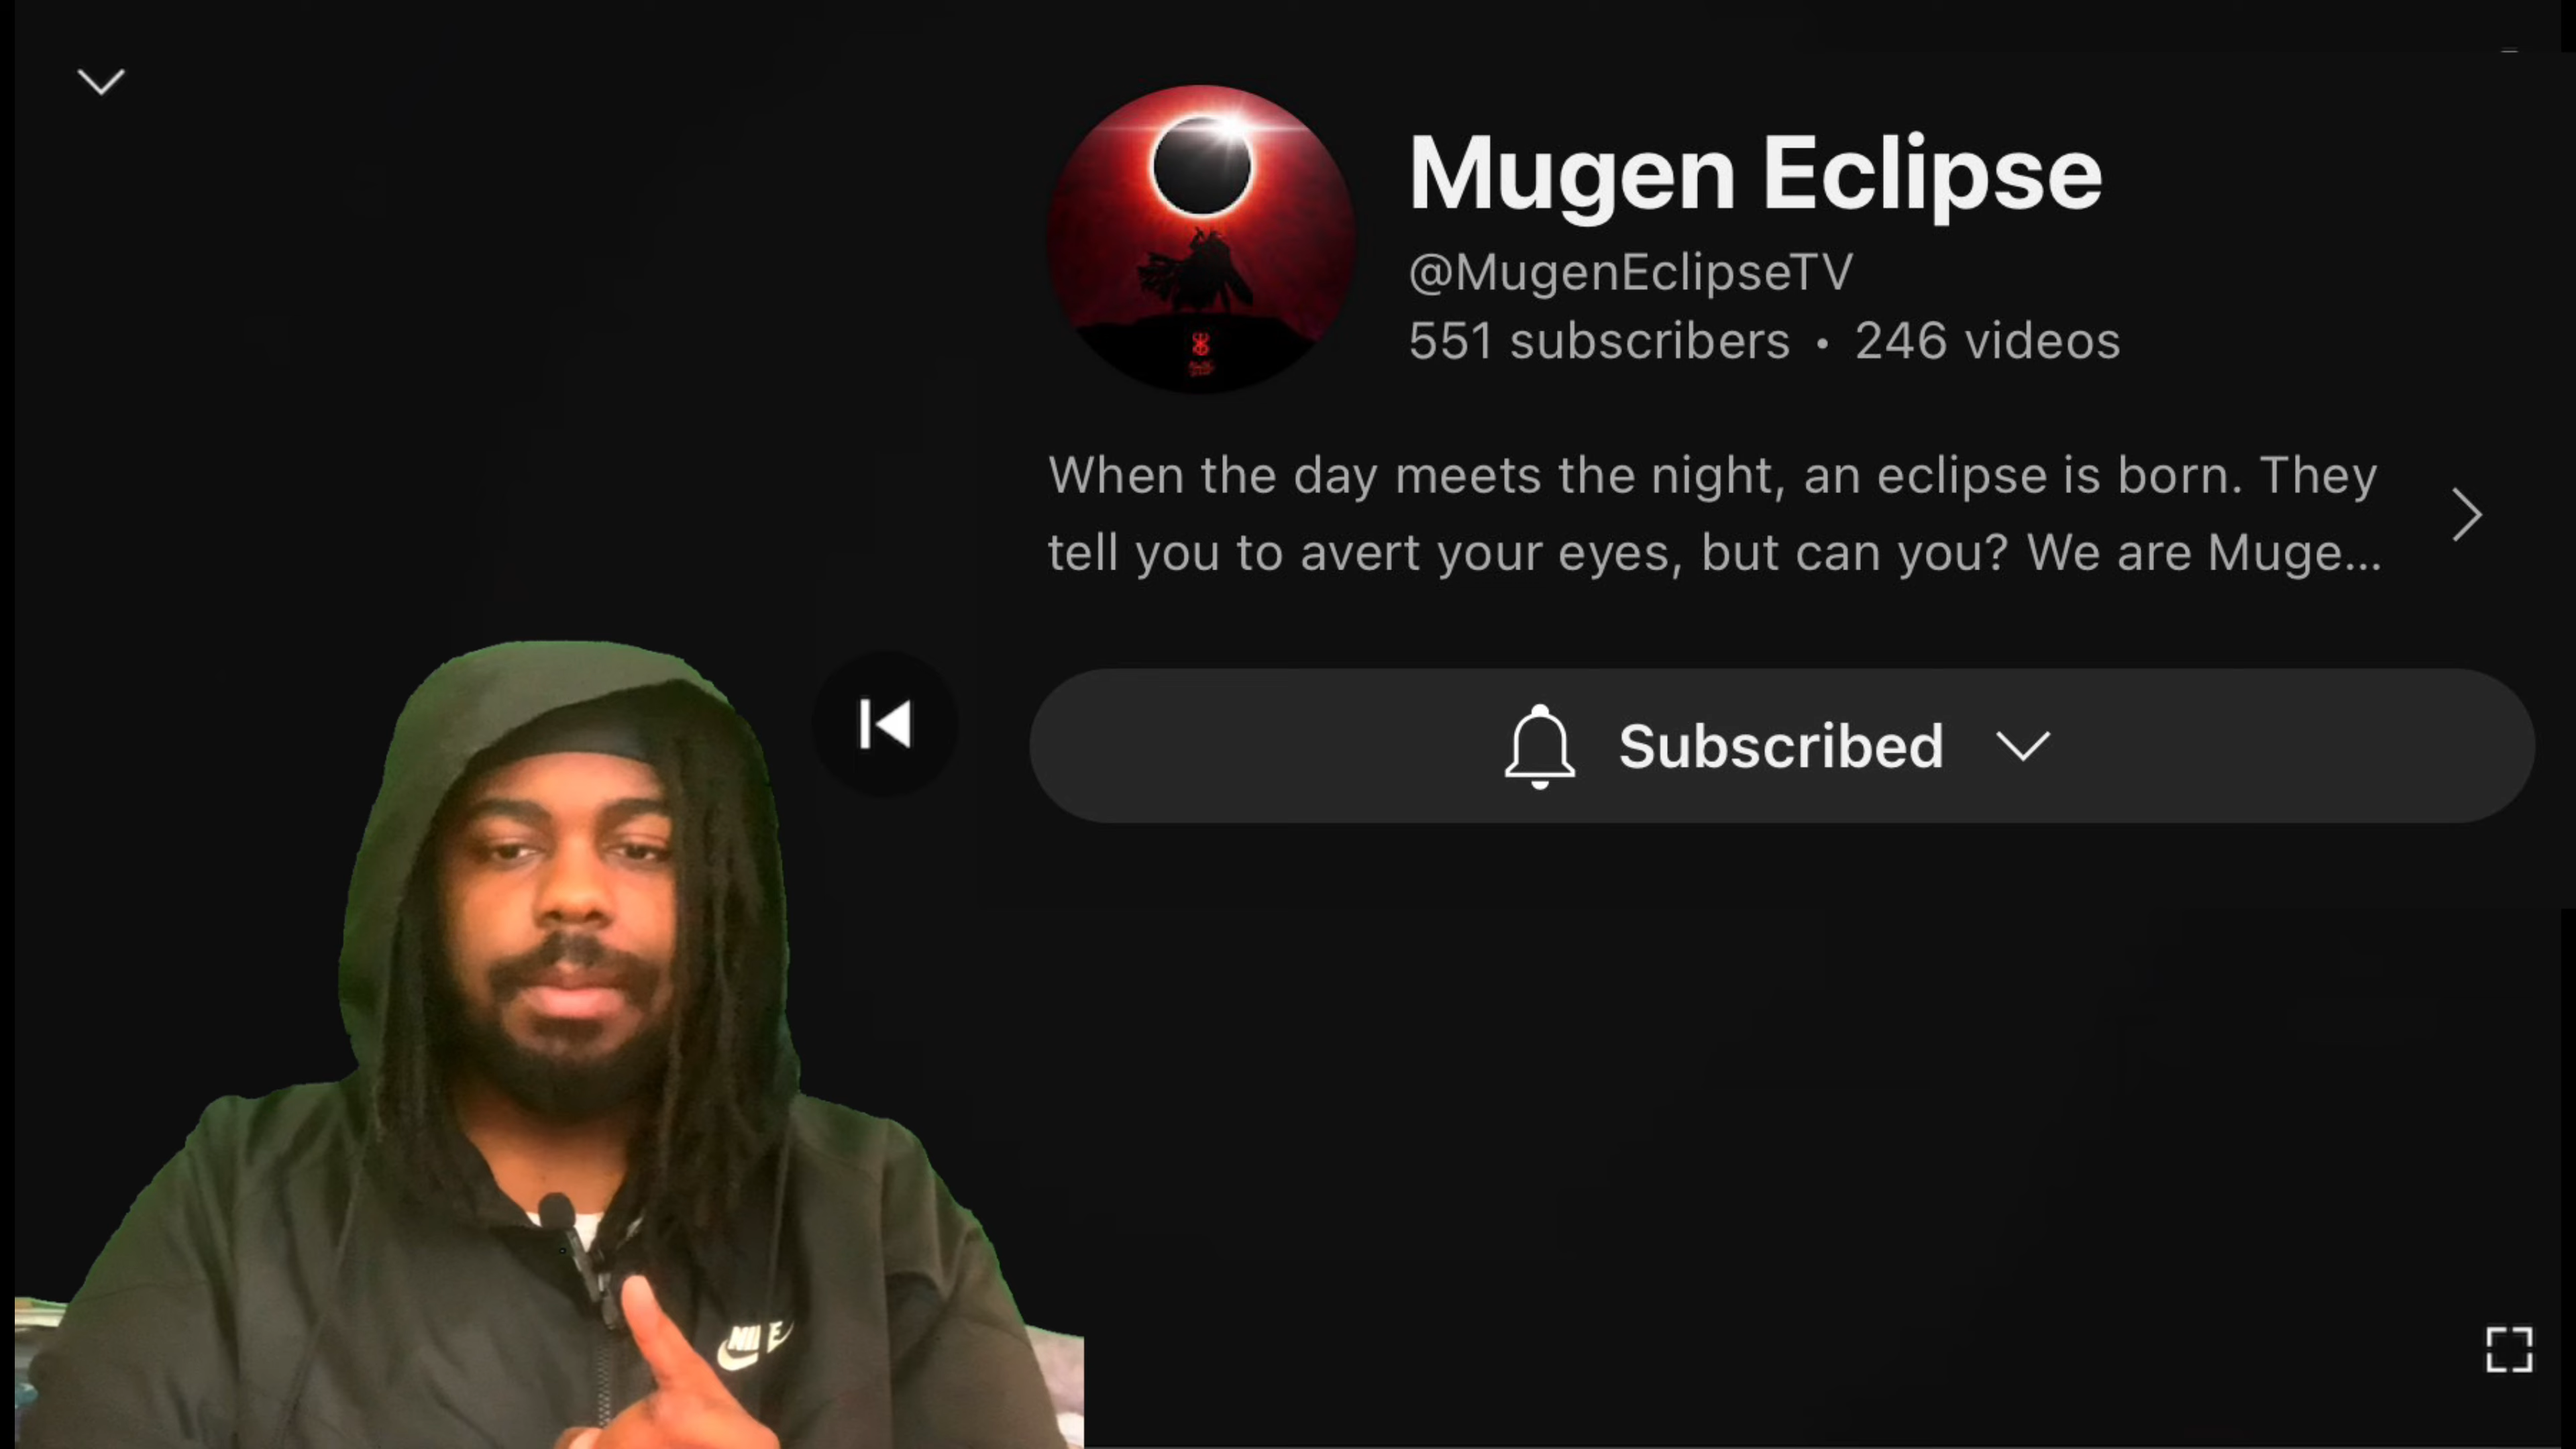 Mugen Eclipse
@MugenEclipseTV
551 subscribers • 246 videos
When the day meets the night, an eclipse is born. They
tell you to avert your eyes, but can you? We are Muge...
Subscribed
NIKE